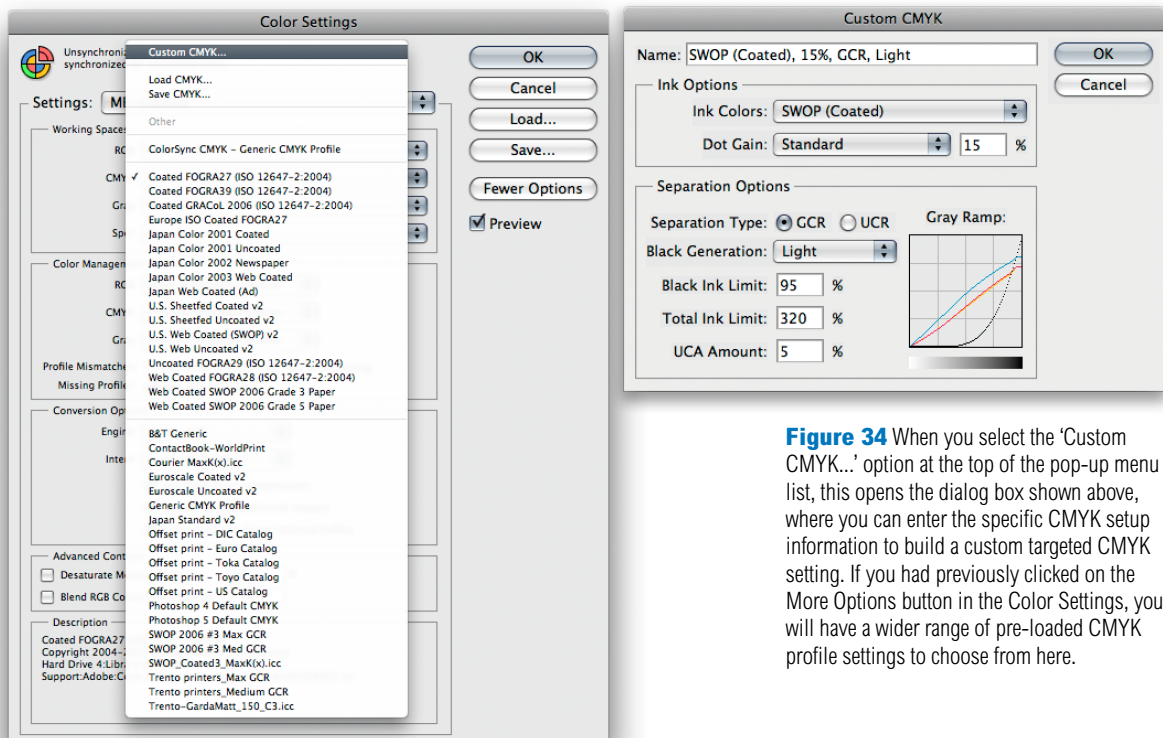 Color Settings
Unsynchroni
synchronized
Settings: M
Working Space
RG
CMY
Gr
Sp
Color Managem
RG
CMY
Gr
Profile Mismatche
Missing Profile
Conversion Op
Engin
Inte
Advanced Cont
Desaturate M
Blend RGB Co
Description
Coated FOGRA27
Copyright 2004-2
Hard Drive 4:Libr
Support:Adobe:C
Custom CMYK...
Load CMYK...
Save CMYK...
Other
ColorSync CMYK – Generic CMYK Profile
✓ Coated FOGRA27 (ISO 12647-2:2004)
Coated FOGRA39 (ISO 12647-2:2004)
Coated GRACoL 2006 (ISO 12647-2:2004)
Europe ISO Coated FOGRA27
Japan Color 2001 Coated
Japan Color 2001 Uncoated
Japan Color 2002 Newspaper
Japan Color 2003 Web Coated
Japan Web Coated (Ad)
U.S. Sheetfed Coated v2
U.S. Sheetfed Uncoated v2
U.S. Web Coated (SWOP) v2
U.S. Web Uncoated v2
Uncoated FOGRA29 (ISO 12647-2:2004)
Web Coated FOGRA28 (ISO 12647-2:2004)
Web Coated SWOP 2006 Grade 3 Paper
Web Coated SWOP 2006 Grade 5 Paper
B&T Generic
ContactBook-WorldPrint
Courier MaxK(x).icc
Euroscale Coated v2
Euroscale Uncoated v2
Generic CMYK Profile
Japan Standard v2
Offset print – DIC Catalog
Offset print – Euro Catalog
Offset print – Toka Catalog
Offset print – Toyo Catalog
Offset print – US Catalog
Photoshop 4 Default CMYK
Photoshop 5 Default CMYK
SWOP 2006 #3 Max GCR
SWOP 2006 #3 Med GCR
SWOP_Coated3_MaxK(x).icc
Trento printers_Max GCR
Trento printers_Medium GCR
Trento-GardaMatt_150_C3.icc
OK
Cancel
Load...
Save...
Fewer Options
Preview
Custom CMYK
Name: SWOP (Coated), 15%, GCR, Light
OK
Cancel
Ink Options
Ink Colors: SWOP (Coated)
Dot Gain: Standard 15 %
Separation Options
Separation Type: GCR UCR
Gray Ramp:
Black Generation: Light
Black Ink Limit: 95 %
Total Ink Limit: 320 %
UCA Amount: 5 %
Figure 34 When you select the ‘Custom
CMYK...’ option at the top of the pop-up menu
list, this opens the dialog box shown above,
where you can enter the specific CMYK setup
information to build a custom targeted CMYK
setting. If you had previously clicked on the
More Options button in the Color Settings, you
will have a wider range of pre-loaded CMYK
profile settings to choose from here.